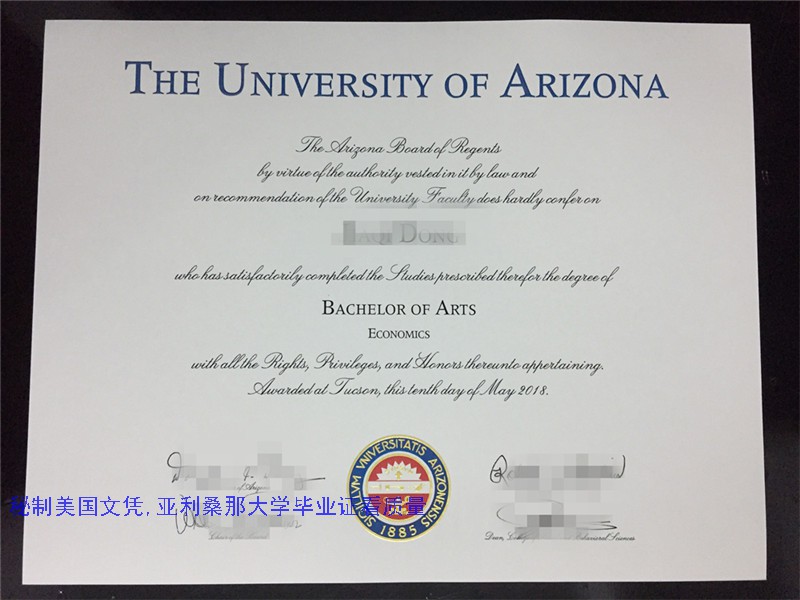 THE UNIVERSITY OF ARIZONA
The Arizona Board of Regents
by virtue of the authority vested in it by law and
on recommendation of the University Faculty does hardly confer on
DONG
who has satisfactorily completed the Studies prescribed therefor the degree of
BACHELOR OF ARTS
ECONOMICS
with all the Rights, Privileges, and Honors thereunto appertaining.
Awarded at Tucson, this tenth day of May 2018.
SIGILLVM VNIVERSITATIS ARIZONENSIS
1885
秘制美国文凭,亚利桑那大学毕业证看质量
Dean, Behavioral Sciences